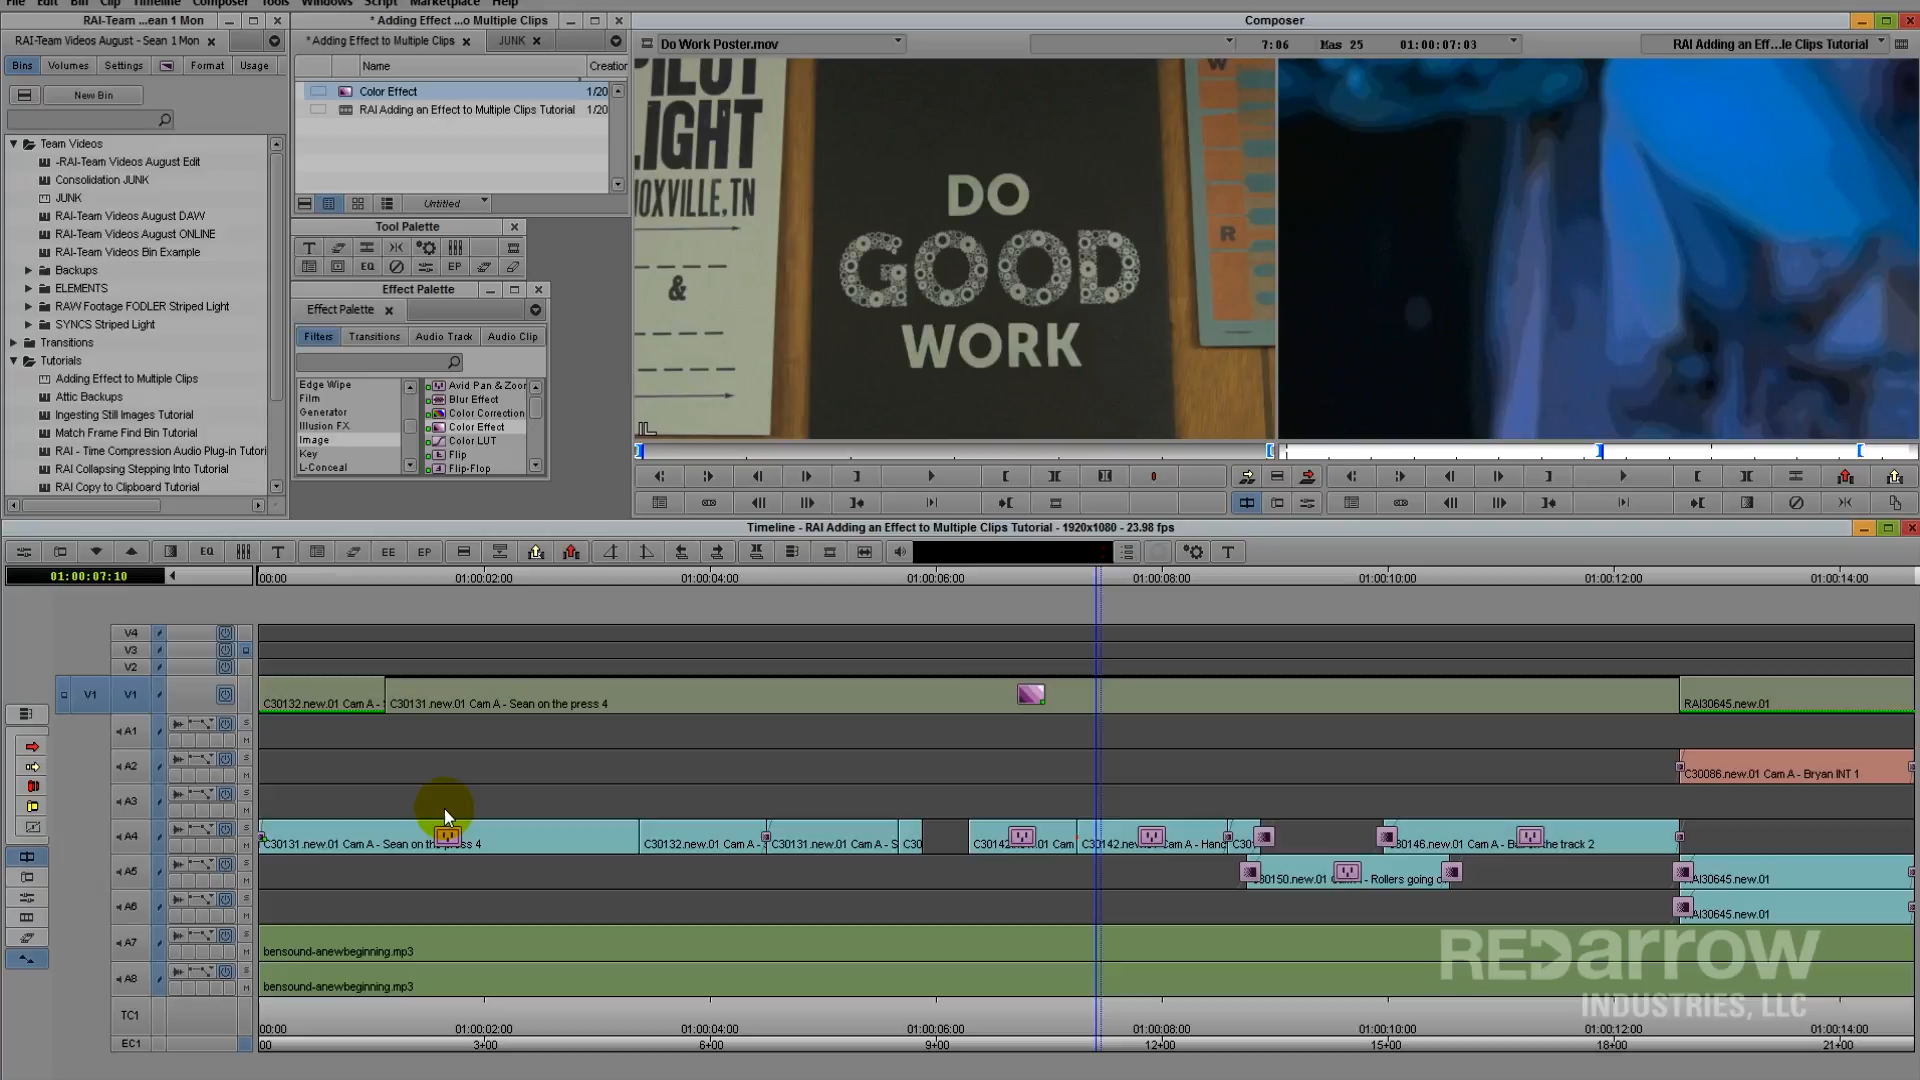 File Edit Bin Clip Timeline Composer Tools Windows Script Marketplace Help
RAI-Team ...ean 1 Mon
RAI-Team Videos August - Sean 1 Mon
Bins Volumes Settings Format Usage
New Bin
Team Videos
-RAI-Team Videos August Edit
Consolidation JUNK
JUNK
RAI-Team Videos August DAW
RAI-Team Videos August ONLINE
RAI-Team Videos Bin Example
Backups
ELEMENTS
RAW Footage FODLER Striped Light
SYNCS Striped Light
Transitions
Tutorials
Adding Effect to Multiple Clips
Attic Backups
Ingesting Still Images Tutorial
Match Frame Find Bin Tutorial
RAI - Time Compression Audio Plug-in Tutori
RAI Collapsing Stepping Into Tutorial
RAI Copy to Clipboard Tutorial
* Adding Effect ...o Multiple Clips
*Adding Effect to Multiple Clips JUNK
Name Creation
Color Effect 1/20
RAI Adding an Effect to Multiple Clips Tutorial 1/20
Untitled
Tool Palette
T
EQ EP
Effect Palette
Effect Palette
Filters Transitions Audio Track Audio Clip
Edge Wipe
Film
Generator
Illusion FX
Image
Key
L-Conceal
Avid Pan & Zoor
Blur Effect
Color Correction
Color Effect
Color LUT
Flip
Flip-Flop
Composer
Do Work Poster.mov 7:06 Mas 25 01:00:07:03 RAI Adding an Eff...le Clips Tutorial
PILOT
LIGHT
NOXVILLE, TN
&
DO
GOOD
WORK
W
R
Timeline - RAI Adding an Effect to Multiple Clips Tutorial - 1920x1080 - 23.98 fps
EQ T EE EP T
01:00:07:10
00:00 01:00:02:00 01:00:04:00 01:00:06:00 01:00:08:00 01:00:10:00 01:00:12:00 01:00:14:00
V4
V3
V2
V1 V1 C30132.new.01 Cam A - C30131.new.01 Cam A - Sean on the press 4 RAI30645.new.01
A1
A2 C30086.new.01 Cam A - Bryan INT 1
A3
A4 C30131.new.01 Cam A - Sean on the press 4 C30132.new.01 Cam A - C30131.new.01 Cam A - S C30 C30142.new.01 Cam C30142.new.01 Cam A - Hand C30 C30146.new.01 Cam A - Ball on the track 2
A5 C30150.new.01 Cam A - Rollers going RAI30645.new.01
A6 RAI30645.new.01
A7 bensound-anewbeginning.mp3
A8 bensound-anewbeginning.mp3
TC1 00:00 01:00:02:00 01:00:04:00 01:00:06:00 01:00:08:00 01:00:10:00 01:00:12:00 01:00:14:00
EC1 00 3+00 6+00 9+00 12+00 15+00 18+00 21+00
REDarrow
INDUSTRIES, LLC